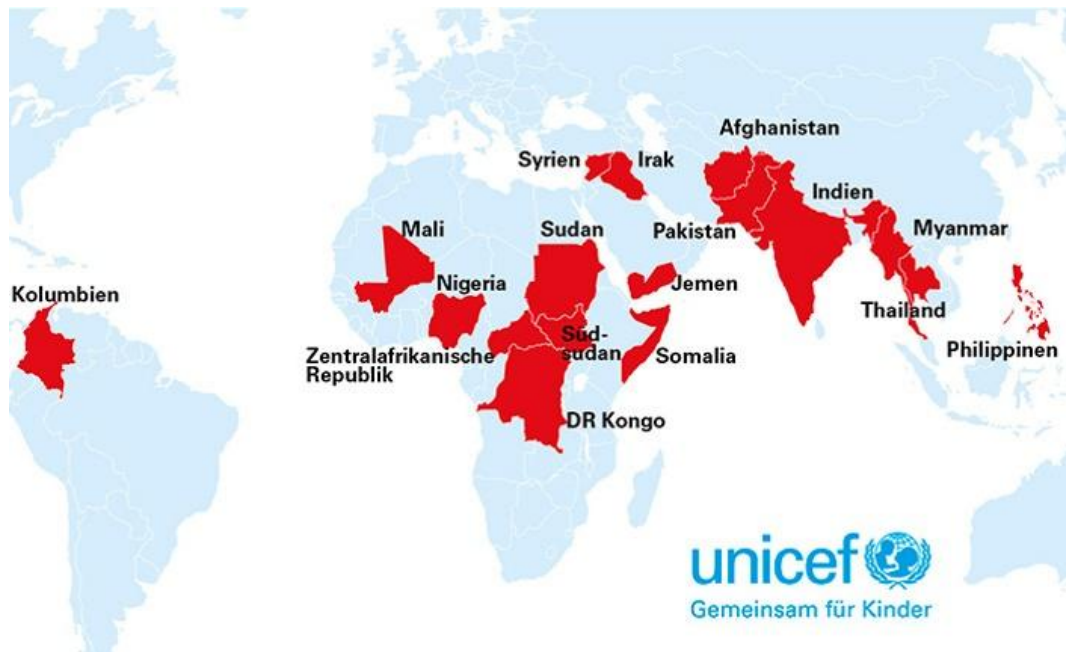 Afghanistan
Syrien
Irak
Indien
Mali
Sudan
Pakistan
Myanmar
Nigeria
Jemen
Kolumbien
Thailand
Süd-
sudan
Zentralafrikanische
Republik
Somalia
Philippinen
DR Kongo
unicef
Gemeinsam für Kinder